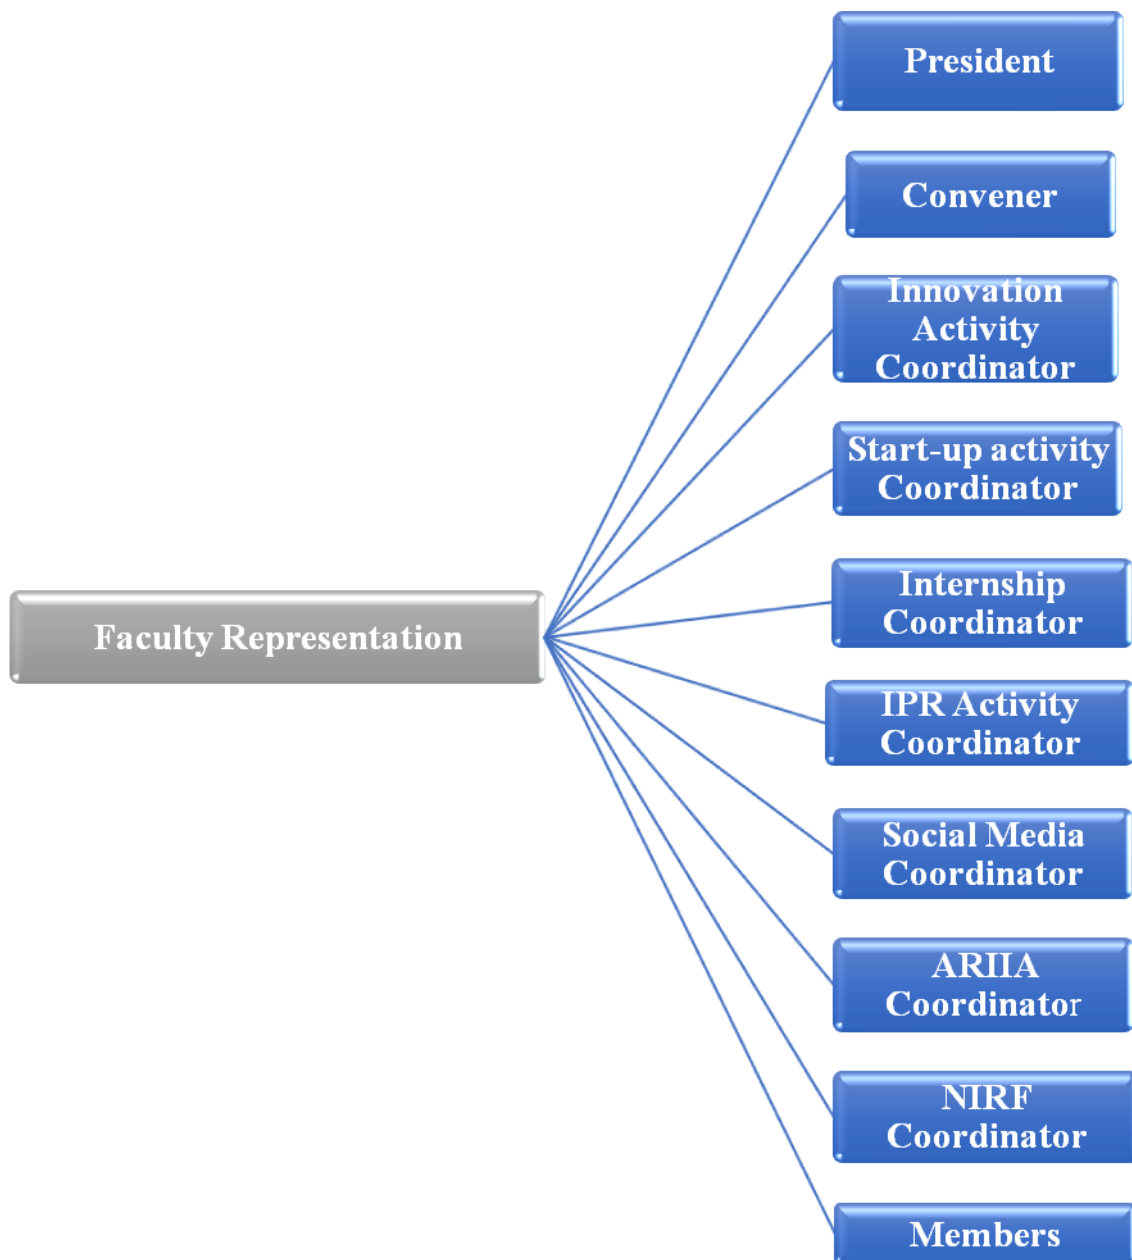 President
Convener
Innovation
Activity
Coordinator
Start-up activity
Coordinator
Internship
Coordinator
Faculty Representation
IPR Activity
Coordinator
Social Media
Coordinator
ARIIA
Coordinator
NIRF
Coordinator
Members